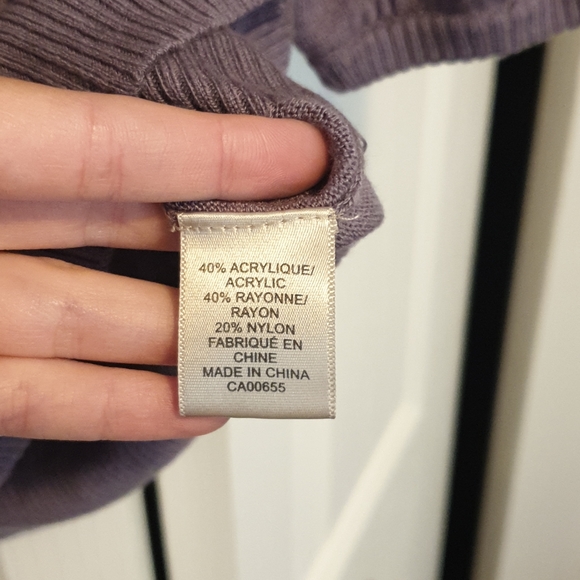 40% ACRYLIQUE/
ACRYLIC
40% RAYONNE/
RAYON
20% NYLON
FABRIQUÉ EN
CHINE
MADE IN CHINA
CA00655